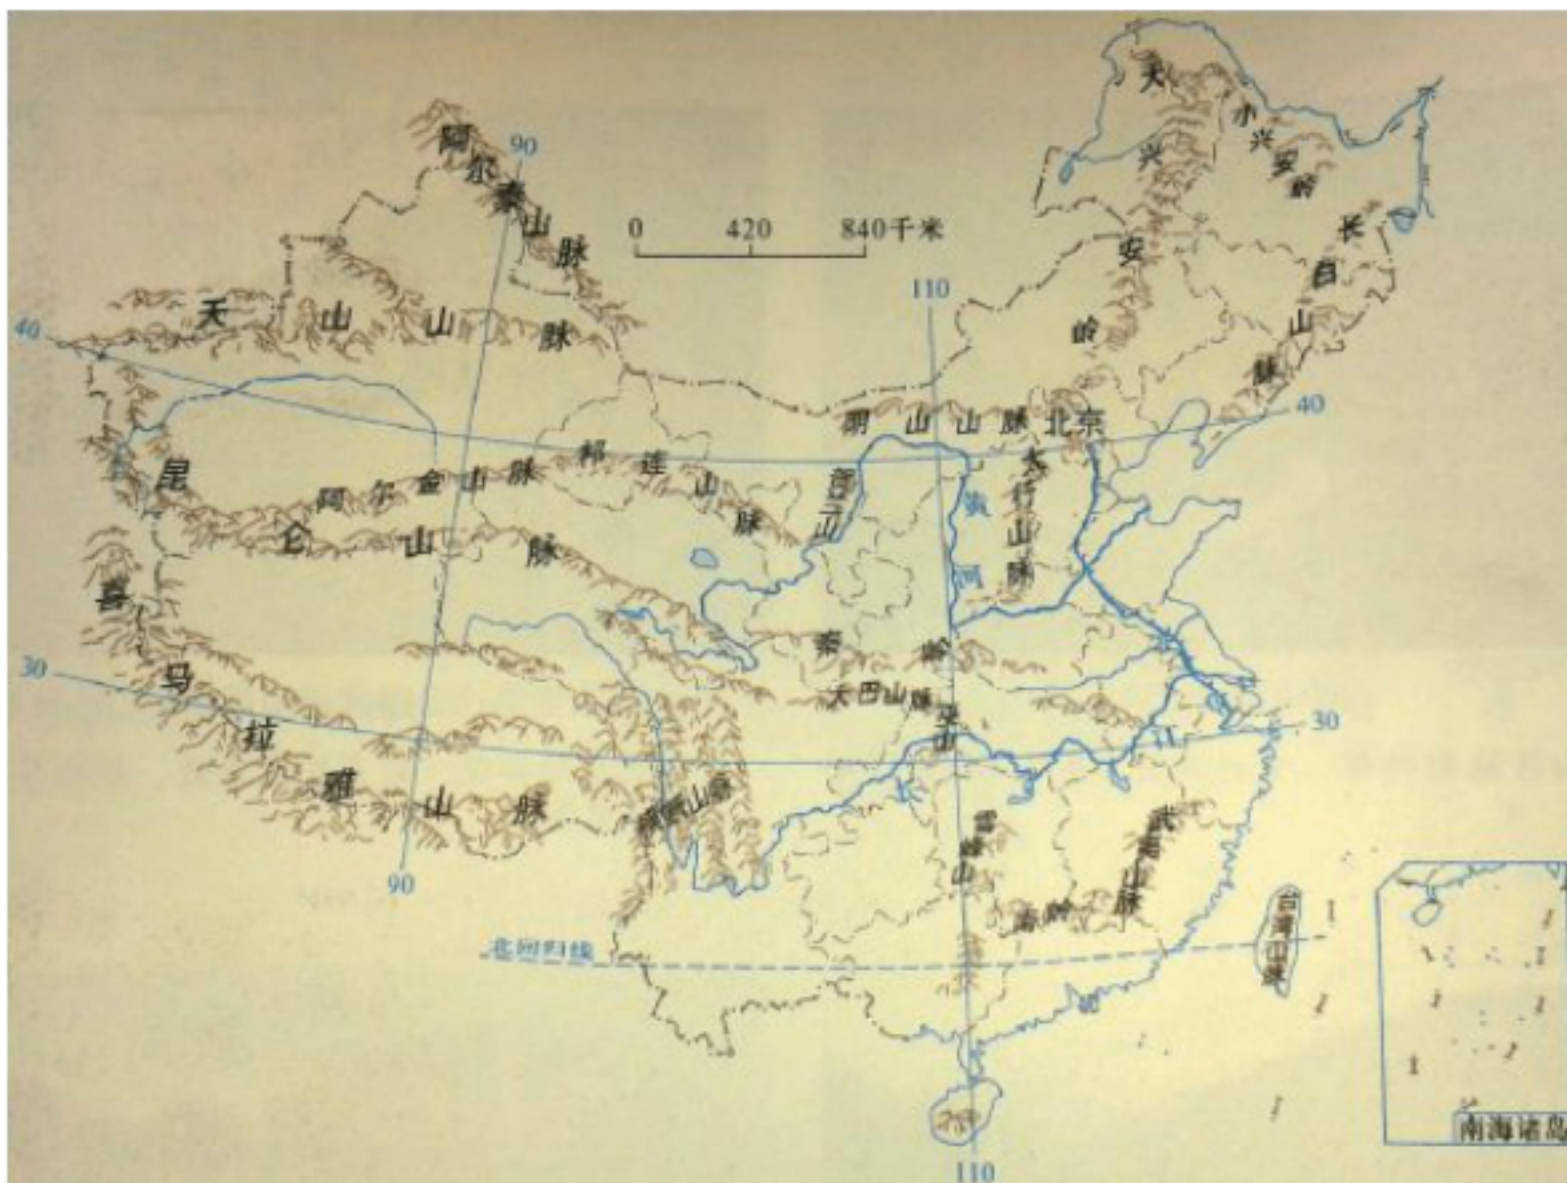 阿尔泰山脉
90
大兴安岭
小兴安岭
长白山脉
0 420 840千米
天山山脉
40
110
阴山山脉
北京
40
昆仑山脉
阿尔金山脉
祁连山脉
贺兰山
太行山脉
黄河
喜马拉雅山脉
秦岭
大巴山脉
巫山
30
30
长江
横断山脉
雪峰山
武夷山脉
南岭
台湾山脉
90
北回归线
110
南海诸岛